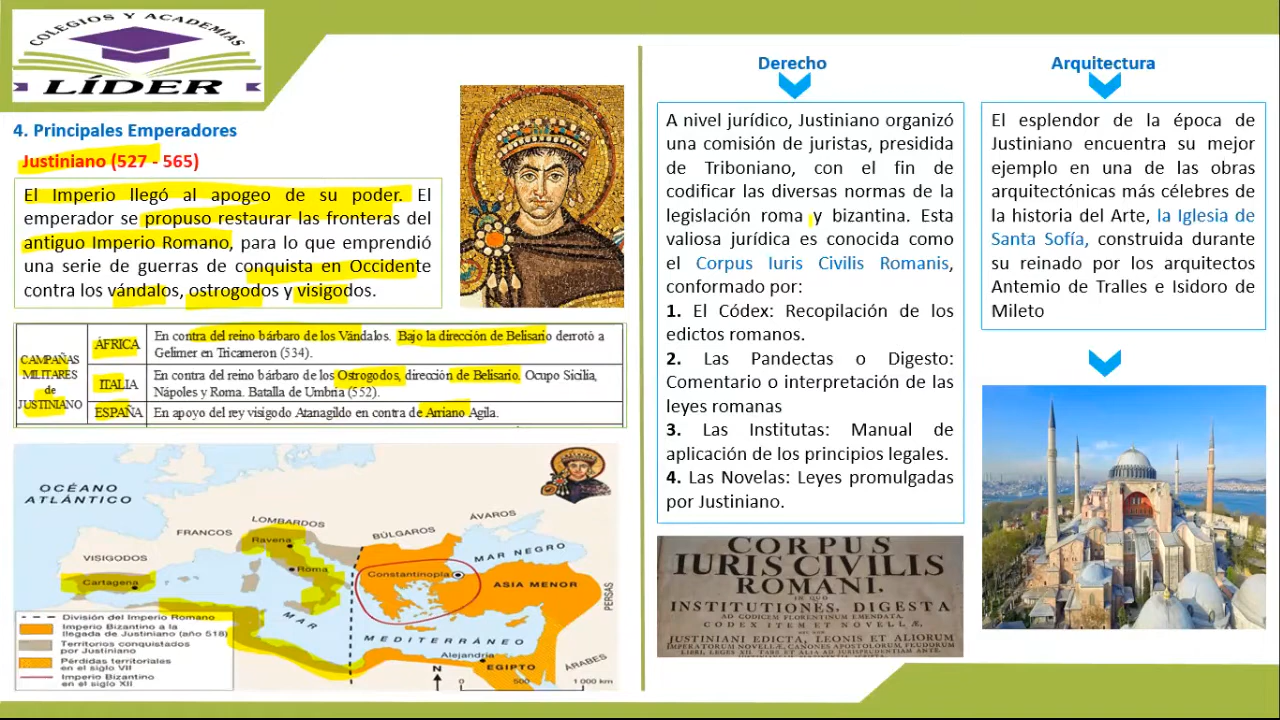 COLEGIOS Y ACADEMIAS
LÍDER
4. Principales Emperadores
Justiniano (527 - 565)
El Imperio llegó al apogeo de su poder. El
emperador se propuso restaurar las fronteras del
antiguo Imperio Romano, para lo que emprendió
una serie de guerras de conquista en Occidente
contra los vándalos, ostrogodos y visigodos.
CAMPAÑAS
MILITARES
de
JUSTINIANO
ÁFRICA
En contra del reino bárbaro de los Vándalos. Bajo la dirección de Belisario derrotó a
Gelimer en Tricameron (534).
ITALIA
En contra del reino bárbaro de los Ostrogodos, dirección de Belisario. Ocupo Sicilia,
Nápoles y Roma. Batalla de Umbría (552).
ESPAÑA
En apoyo del rey visigodo Atanagildo en contra de Arriano Agila.
OCÉANO
ATLÁNTICO
FRANCOS
LOMBARDOS
BÚLGAROS
ÁVAROS
VISIGODOS
Ravena
Roma
Cartagena
Constantinopla
MAR NEGRO
ASIA MENOR
PERSAS
MAR
MEDITERRÁNEO
Alejandría
EGIPTO
ÁRABES
División del Imperio Romano
Imperio Bizantino a la
llegada de Justiniano (año 518)
Territorios conquistados
por Justiniano
Pérdidas territoriales
en el siglo VII
Imperio Bizantino
en el siglo XII
N
0 500 1 000 km
Derecho
A nivel jurídico, Justiniano organizó
una comisión de juristas, presidida
de Triboniano, con el fin de
codificar las diversas normas de la
legislación roma y bizantina. Esta
valiosa jurídica es conocida como
el Corpus Iuris Civilis Romanis,
conformado por:
1. El Códex: Recopilación de los
edictos romanos.
2. Las Pandectas o Digesto:
Comentario o interpretación de las
leyes romanas
3. Las Institutas: Manual de
aplicación de los principios legales.
4. Las Novelas: Leyes promulgadas
por Justiniano.
CORPUS
IURIS CIVILIS
ROMANI,
IN QUO
INSTITUTIONES, DIGESTA
AD CODICEM FLORENTINUM EMENDATA,
CODEX ITEM ET NOVELLÆ,
JUSTINIANI EDICTA, LEONIS ET ALIORUM
IMPERATORUM NOVELLÆ, CANONES APOSTOLORUM, FEUDORUM
Arquitectura
El esplendor de la época de
Justiniano encuentra su mejor
ejemplo en una de las obras
arquitectónicas más célebres de
la historia del Arte, la Iglesia de
Santa Sofía, construida durante
su reinado por los arquitectos
Antemio de Tralles e Isidoro de
Mileto